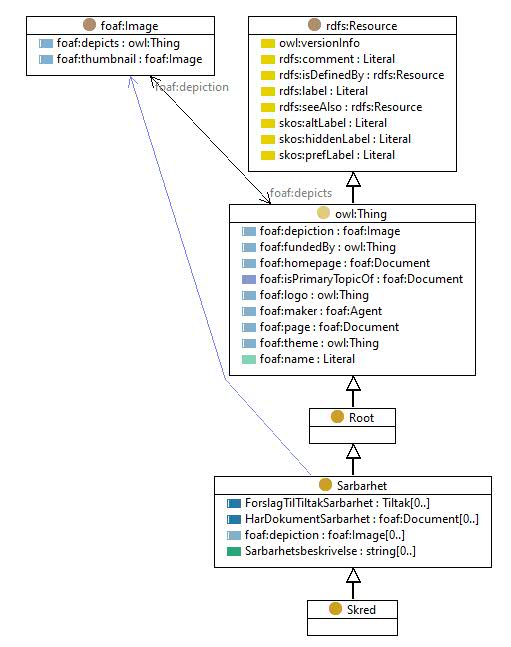 foaf:Image
foaf:depicts : owl:Thing
foaf:thumbnail : foaf:Image
rdfs:Resource
owl:versionInfo
rdfs:comment : Literal
rdfs:isDefinedBy : rdfs:Resource
rdfs:label : Literal
rdfs:seeAlso : rdfs:Resource
skos:altLabel : Literal
skos:hiddenLabel : Literal
skos:prefLabel : Literal
foaf:depiction
foaf:depicts
owl:Thing
foaf:depiction : foaf:Image
foaf:fundedBy : owl:Thing
foaf:homepage : foaf:Document
foaf:isPrimaryTopicOf : foaf:Document
foaf:logo : owl:Thing
foaf:maker : foaf:Agent
foaf:page : foaf:Document
foaf:theme : owl:Thing
foaf:name : Literal
Root
Sarbarhet
ForslagTilTiltakSarbarhet : Tiltak[0..]
HarDokumentSarbarhet : foaf:Document[0..]
foaf:depiction : foaf:Image[0..]
Sarbarhetsbeskrivelse : string[0..]
Skred